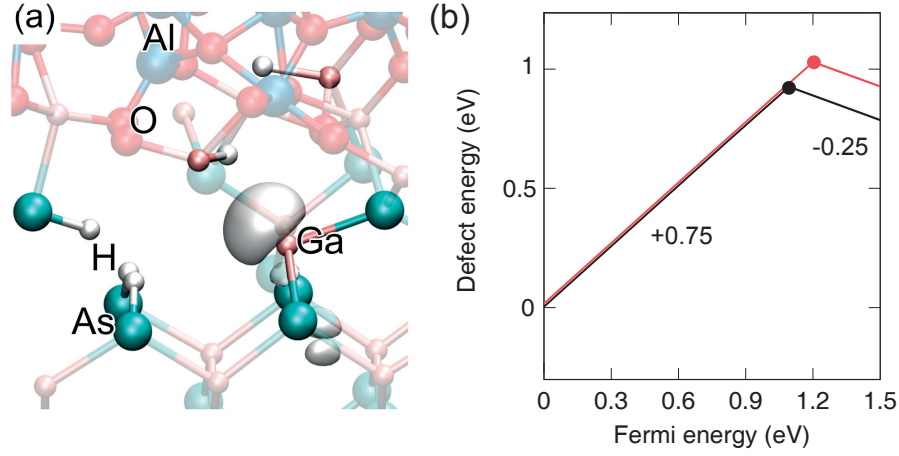 (a)
Al
O
H
Ga
As
(b)
Defect energy (eV)
1
0.5
0
+0.75
-0.25
0 0.3 0.6 0.9 1.2 1.5
Fermi energy (eV)